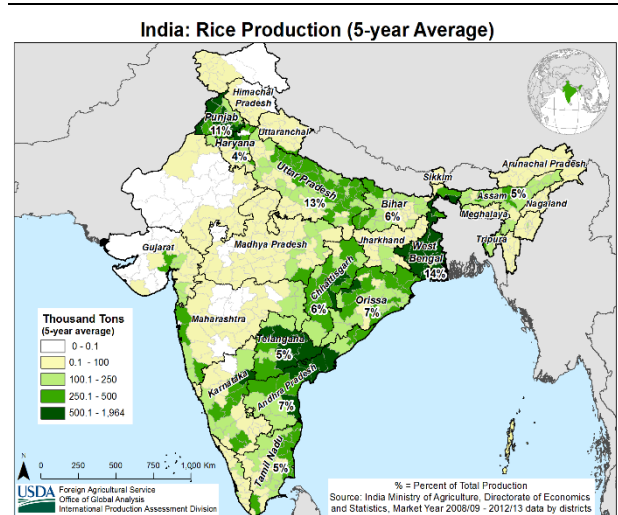 India: Rice Production (5-year Average)
Himachal
Pradesh
Punjab
11%
Haryana
4%
Uttaranchal
Uttar Pradesh
13%
Sikkim
Arunachal Pradesh
Assam
5%
Nagaland
Meghalaya
Bihar
6%
Tripura
Gujarat
Madhya Pradesh
Jharkhand
West
Bengal
14%
Chhattisgarh
6%
Orissa
7%
Maharashtra
Telangana
5%
Karnatika
Andhra Pradesh
7%
Tamil Nadu
5%
Thousand Tons
(5-year average)
0 - 0.1
0.1 - 100
100.1 - 250
250.1 - 500
500.1 - 1,964
N
0 250 500 750 1,000 Km
USDA
Foreign Agricultural Service
Office of Global Analysis
International Production Assessment Division
% = Percent of Total Production
Source: India Ministry of Agriculture, Directorate of Economics
and Statistics, Market Year 2008/09 - 2012/13 data by districts